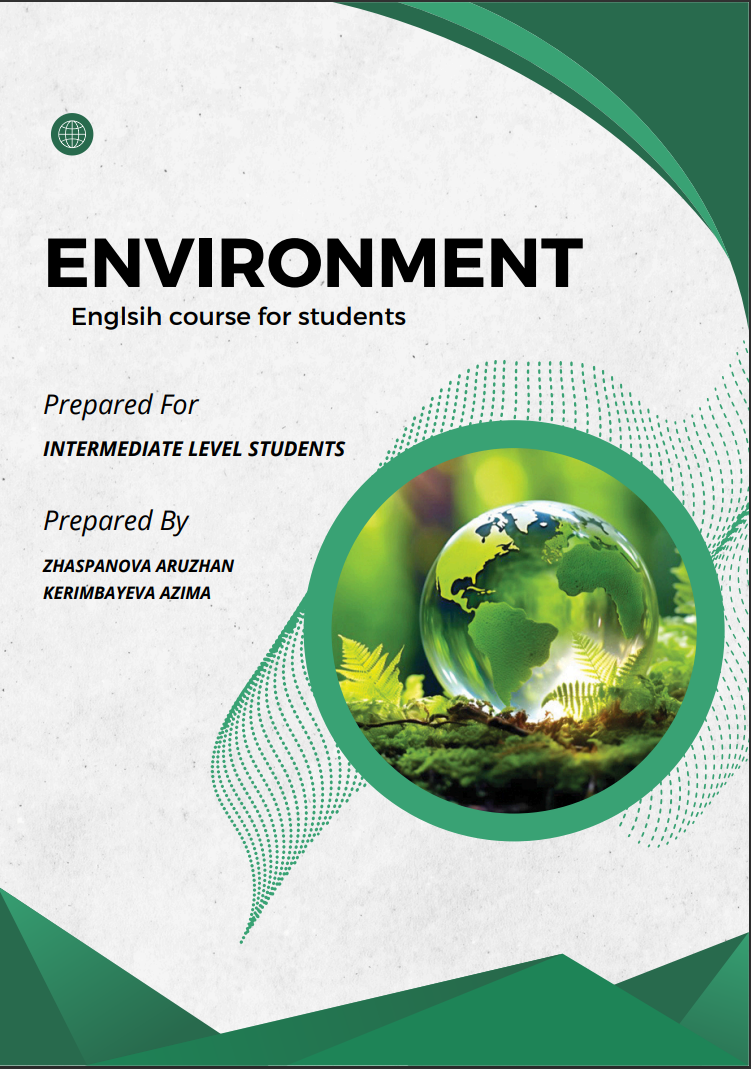 ENVIRONMENT
Englsih course for students
Prepared For
INTERMEDIATE LEVEL STUDENTS
Prepared By
ZHASPANOVA ARUZHAN
KERIMBAYEVA AZIMA